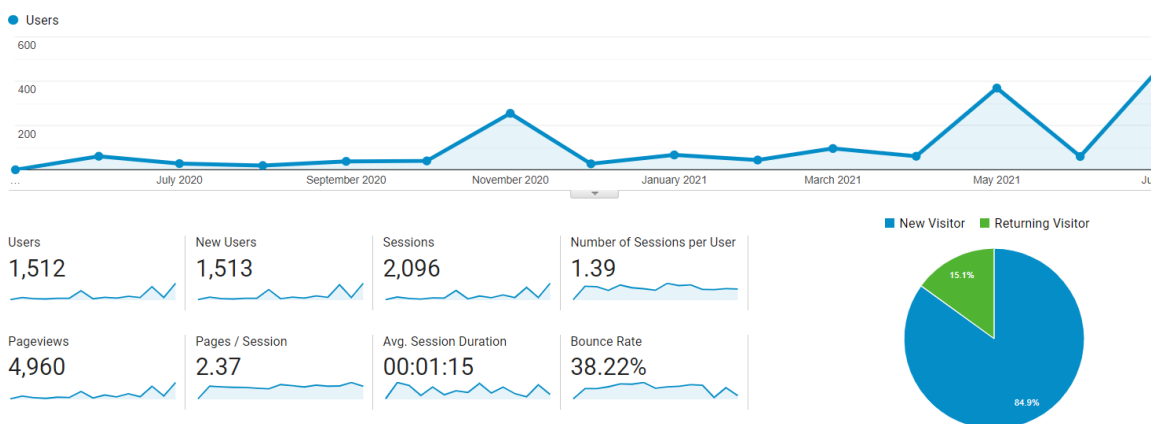 Users
600
400
200
...
July 2020
September 2020
November 2020
January 2021
March 2021
May 2021
Ju
New Visitor
Returning Visitor
Users
New Users
Sessions
Number of Sessions per User
1,512
1,513
2,096
1.39
15.1%
84.9%
Pageviews
Pages / Session
Avg. Session Duration
Bounce Rate
4,960
2.37
00:01:15
38.22%